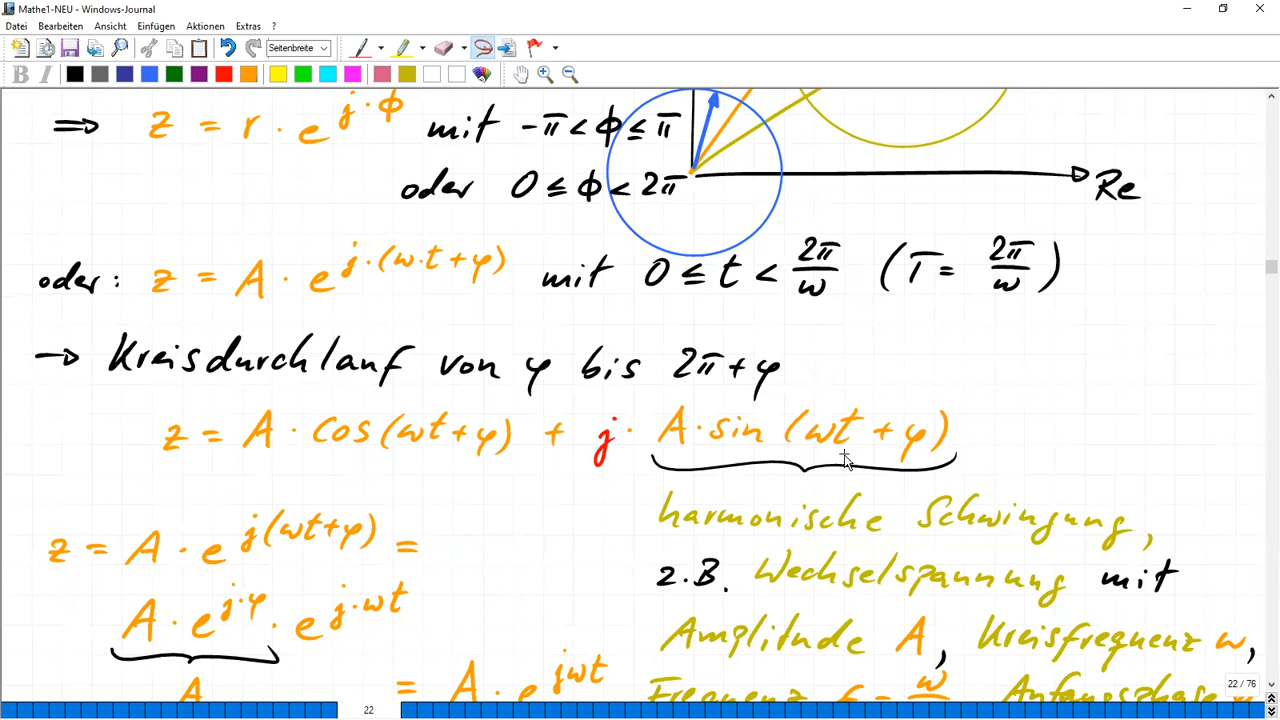 Mathe1-NEU - Windows-Journal
Datei Bearbeiten Ansicht Einfügen Aktionen Extras ?
Seitenbreite
B I
⇒ z = r · e^{j·ϕ} mit -π < ϕ ≤ π
oder 0 ≤ ϕ < 2π
Re
oder: z = A · e^{j·(ω·t+φ)} mit 0 ≤ t < 2π/ω (T = 2π/ω)
→ Kreisdurchlauf von φ bis 2π+φ
z = A · cos(ωt+φ) + j · A·sin(ωt+φ)
harmonische Schwingung,
z = A · e^{j(ωt+φ)} =
z.B. Wechselspannung mit
A · e^{j·φ} · e^{j·ωt}
Amplitude A, Kreisfrequenz ω,
A = A · e^{jωt}
Frequenz f = ω Anfangsphase φ
22 / 76
22